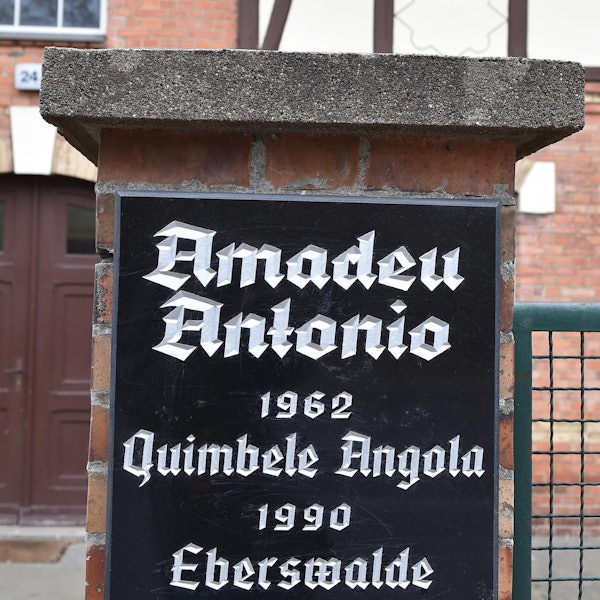 24
Amadeu
Antonio
1962
Quimbele Angola
1990
Eberswalde